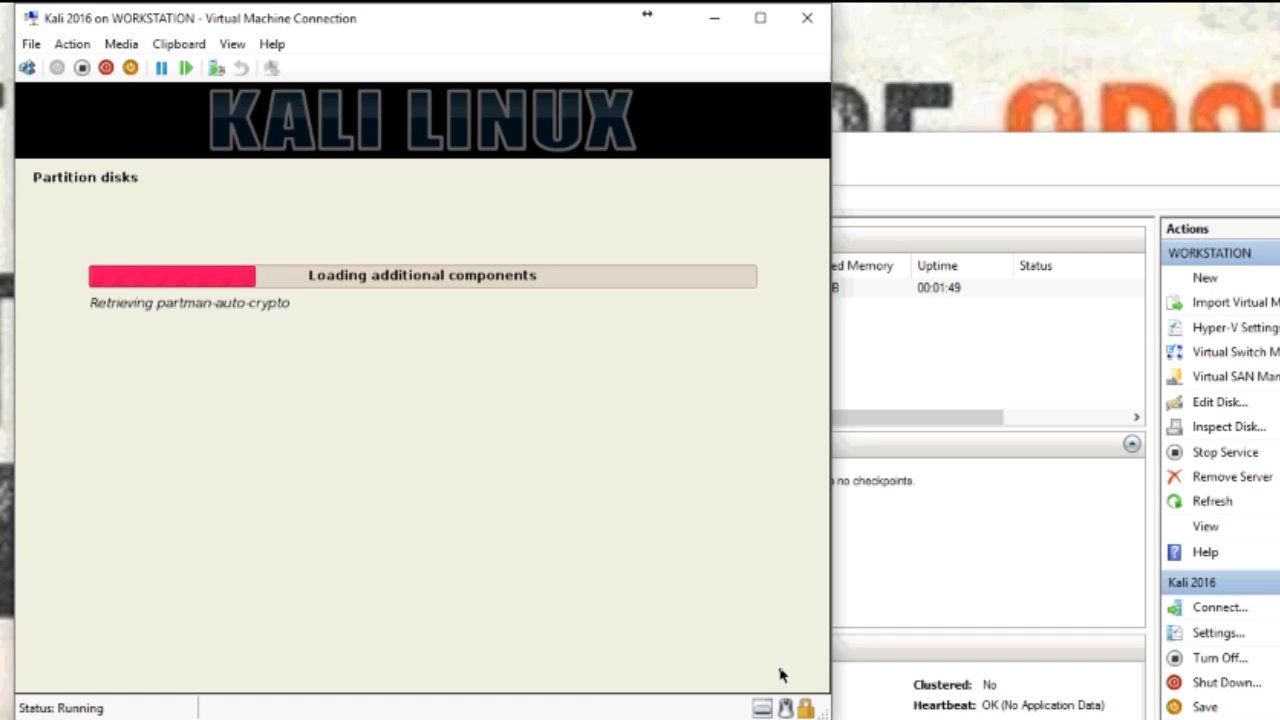 Kali 2016 on WORKSTATION - Virtual Machine Connection
File Action Media Clipboard View Help
KALI LINUX
Partition disks
Loading additional components
Retrieving partman-auto-crypto
Status: Running
ed Memory Uptime Status
B 00:01:49
no checkpoints.
Clustered: No
Heartbeat: OK (No Application Data)
Actions
WORKSTATION
New
Import Virtual M
Hyper-V Setting
Virtual Switch M
Virtual SAN Man
Edit Disk...
Inspect Disk...
Stop Service
Remove Server
Refresh
View
Help
Kali 2016
Connect...
Settings...
Turn Off...
Shut Down...
Save